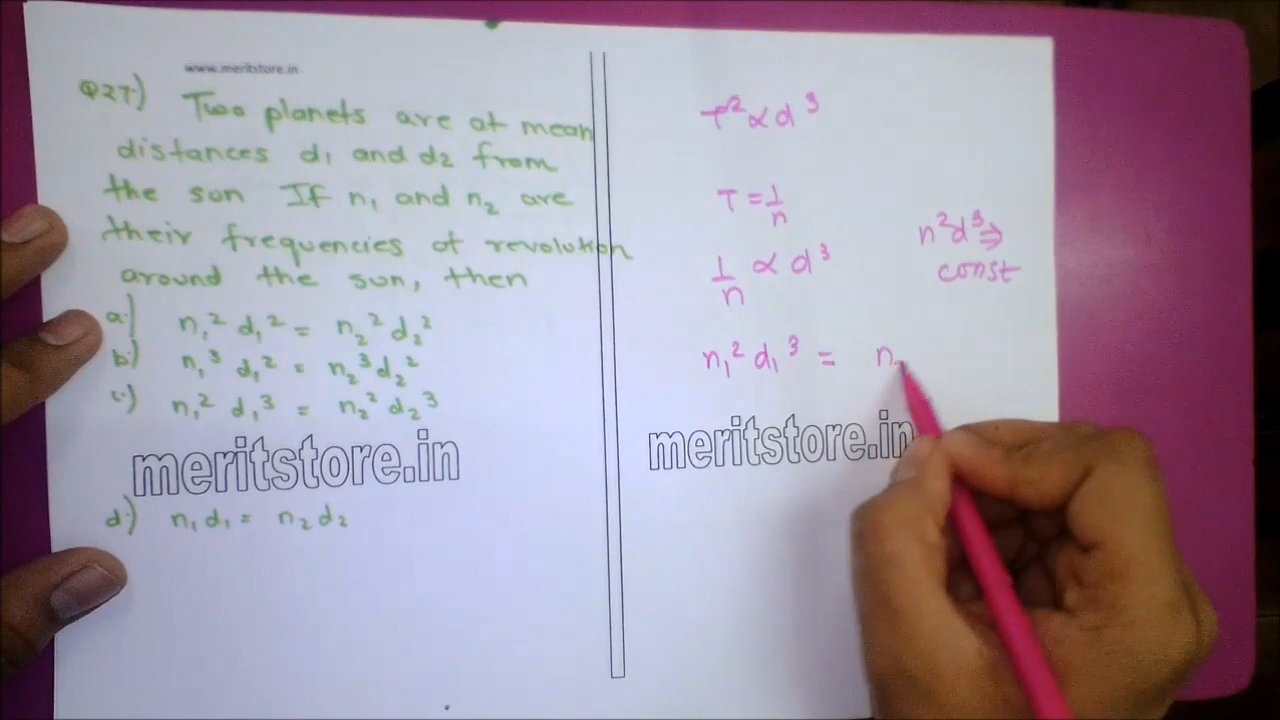 www.meritstore.in
Q27) Two planets are at mean
distances d₁ and d₂ from
the sun If n₁ and n₂ are
their frequencies of revolution
around the sun, then
a) n₁² d₁² = n₂² d₂²
b) n₁³ d₁² = n₂³ d₂²
c) n₁² d₁³ = n₂² d₂³
meritstore.in
d) n₁ d₁ = n₂ d₂
T² ∝ d³
T = 1/n
1/n ∝ d³
n²d³ ⇒
const
n₁² d₁³ = n₂
meritstore.in